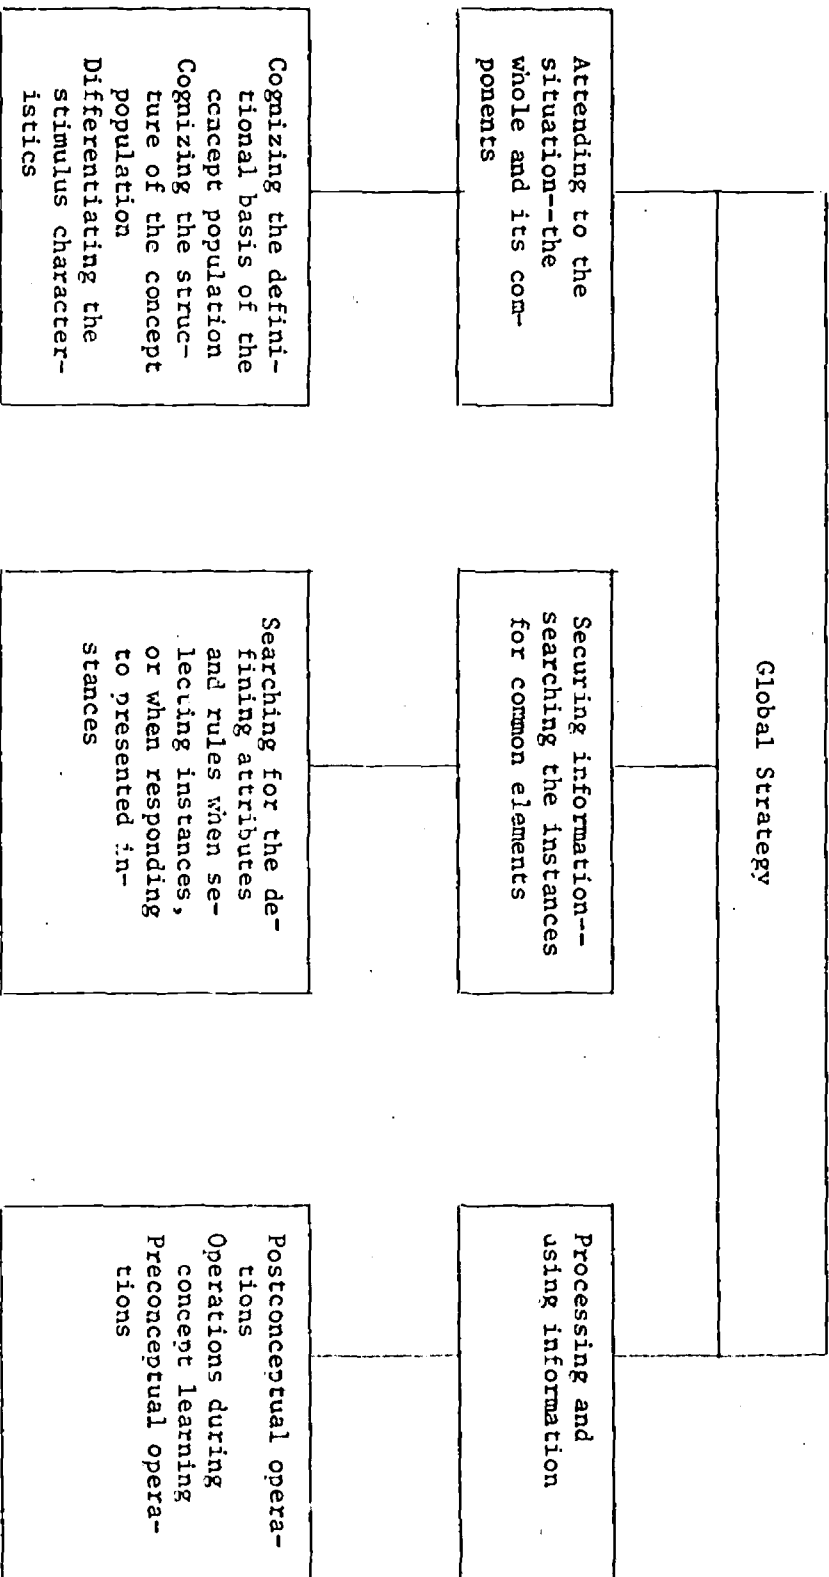 Global Strategy
Attending to the
situation--the
whole and its com-
ponents
Securing information--
searching the instances
for common elements
Processing and
using information
Cognizing the defini-
tional basis of the
concept population
Cognizing the struc-
ture of the concept
population
Differentiating the
stimulus character-
istics
Searching for the de-
fining attributes
and rules when se-
lecting instances,
or when responding
to presented in-
stances
Postconceptual opera-
tions
Operations during
concept learning
Preconceptual opera-
tions